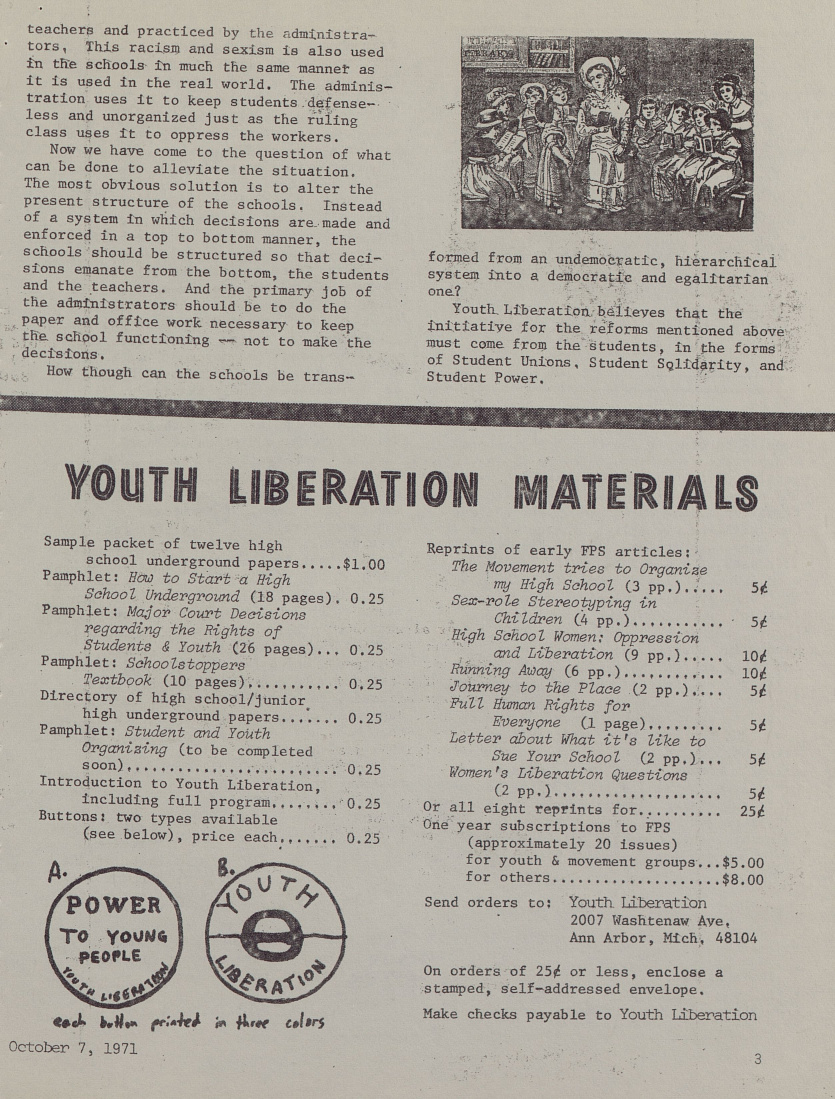 teachers and practiced by the administra-
tors, This racism and sexism is also used
in the schools in much the same manner as
it is used in the real world. The adminis-
tration uses it to keep students defense-
less and unorganized just as the ruling
class uses it to oppress the workers.
Now we have come to the question of what
can be done to alleviate the situation.
The most obvious solution is to alter the
present structure of the schools. Instead
of a system in which decisions are made and
enforced in a top to bottom manner, the
schools should be structured so that deci-
sions emanate from the bottom, the students
and the teachers. And the primary job of
the administrators should be to do the
paper and office work necessary to keep
the school functioning -- not to make the
decisions.
How though can the schools be trans-
formed from an undemocratic, hierarchical
system into a democratic and egalitarian
one?
Youth Liberation believes that the
initiative for the reforms mentioned above
must come from the students, in the forms
of Student Unions, Student Solidarity, and
Student Power.
YOUTH LIBERATION MATERIALS
Sample packet of twelve high
school underground papers.....$1.00
Pamphlet: How to Start a High
School Underground (18 pages). 0.25
Pamphlet: Major Court Decisions
regarding the Rights of
Students & Youth (26 pages)... 0.25
Pamphlet: Schoolstoppers
Textbook (10 pages)........... 0.25
Directory of high school/junior
high underground papers....... 0.25
Pamphlet: Student and Youth
Organizing (to be completed
soon)......................... 0.25
Introduction to Youth Liberation,
including full program........ 0.25
Buttons: two types available
(see below), price each....... 0.25
A.
POWER
TO YOUNG
PEOPLE
YOUTH LIBERATION
B.
YOUTH
LIBERATION
each button printed in three colors
Reprints of early FPS articles:
The Movement tries to Organize
my High School (3 pp.)..... 5¢
Sex-role Stereotyping in
Children (4 pp.)........... 5¢
High School Women: Oppression
and Liberation (9 pp.)..... 10¢
Running Away (6 pp.)............ 10¢
Journey to the Place (2 pp.).... 5¢
Full Human Rights for
Everyone (1 page)......... 5¢
Letter about What it's like to
Sue Your School (2 pp.)... 5¢
Women's Liberation Questions
(2 pp.).................... 5¢
Or all eight reprints for.......... 25¢
One year subscriptions to FPS
(approximately 20 issues)
for youth & movement groups...$5.00
for others....................$8.00
Send orders to: Youth Liberation
2007 Washtenaw Ave.
Ann Arbor, Mich, 48104
On orders of 25¢ or less, enclose a
stamped, self-addressed envelope.
Make checks payable to Youth Liberation
October 7, 1971
3